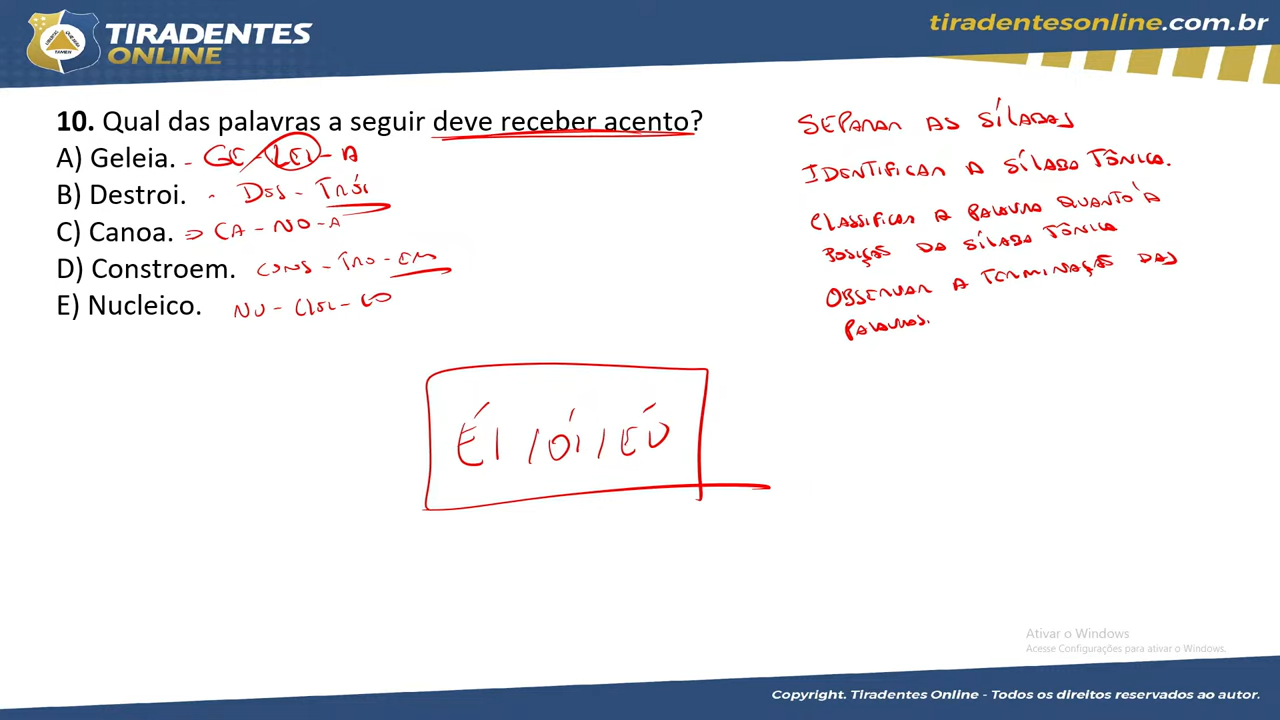 TIRADENTES
ONLINE
tiradentesonline.com.br
10. Qual das palavras a seguir deve receber acento?
A) Geleia. - GE - LEI - A
B) Destroi. - DES - TRÓI
C) Canoa. => CA - NO - A
D) Constroem. CONS - TRO - EM
E) Nucleico. NU - CLEI - CO
SEPARAR AS SÍLABAS
IDENTIFICAR A SÍLABA TÔNICA.
CLASSIFICAR A PALAVRA QUANTO À
POSIÇÃO DA SÍLABA TÔNICA
OBSERVAR A TERMINAÇÃO DAS
PALAVRAS.
ÉI / ÓI / ÉU
Ativar o Windows
Acesse Configurações para ativar o Windows.
Copyright. Tiradentes Online - Todos os direitos reservados ao autor.